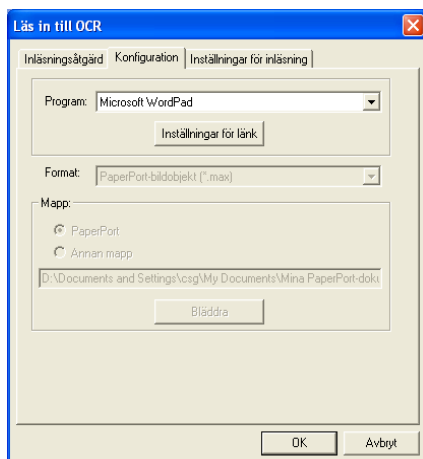 Läs in till OCR
Inläsningsåtgärd Konfiguration Inställningar för inläsning
Program: Microsoft WordPad
Inställningar för länk
Format: PaperPort-bildobjekt (*.max)
Mapp:
PaperPort
Annan mapp
D:\Documents and Settings\csg\My Documents\Mina PaperPort-doku
Bläddra
OK Avbryt